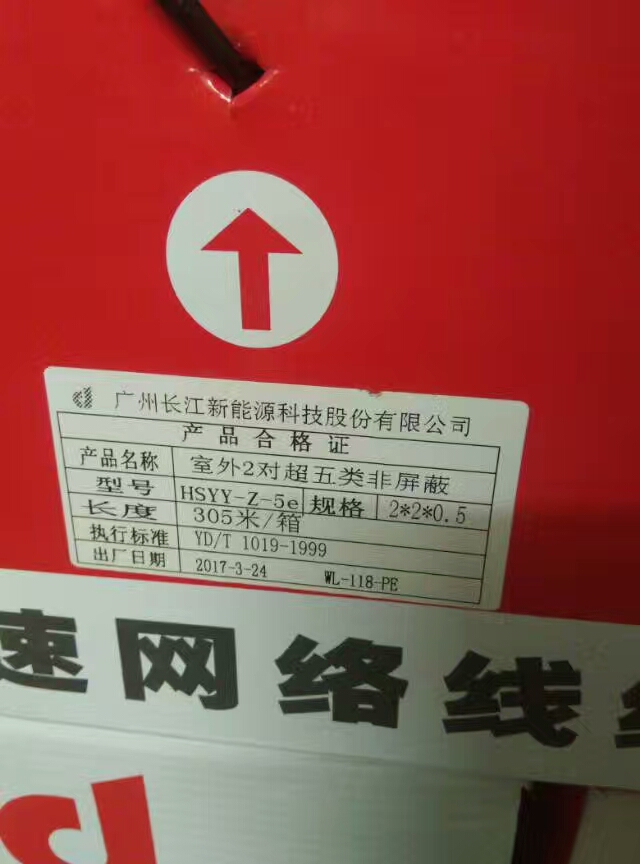 广州长江新能源科技股份有限公司
产品合格证
产品名称 室外2对超五类非屏蔽
型号 HSYY-Z-5e 规格 2*2*0.5
长度 305米/箱
执行标准 YD/T 1019-1999
出厂日期 2017-3-24 WL-118-PE
速网络线